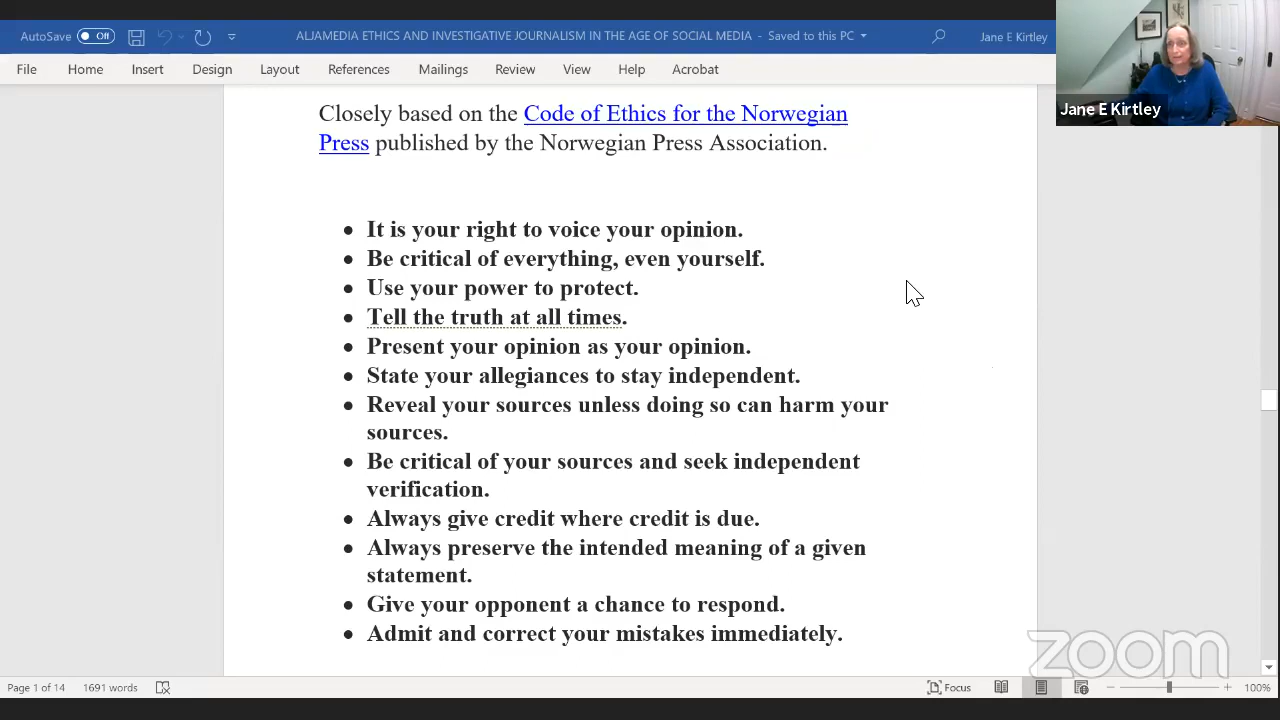 AutoSave Off
ALJAMEDIA ETHICS AND INVESTIGATIVE JOURNALISM IN THE AGE OF SOCIAL MEDIA - Saved to this PC
Jane E Kirtley
Jane E Kirtley
File Home Insert Design Layout References Mailings Review View Help Acrobat
Closely based on the Code of Ethics for the Norwegian
Press published by the Norwegian Press Association.
• It is your right to voice your opinion.
• Be critical of everything, even yourself.
• Use your power to protect.
• Tell the truth at all times.
• Present your opinion as your opinion.
• State your allegiances to stay independent.
• Reveal your sources unless doing so can harm your
sources.
• Be critical of your sources and seek independent
verification.
• Always give credit where credit is due.
• Always preserve the intended meaning of a given
statement.
• Give your opponent a chance to respond.
• Admit and correct your mistakes immediately.
zoom
Page 1 of 14 1691 words Focus 100%